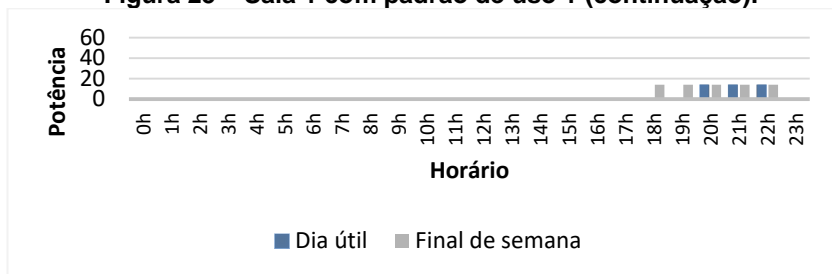 Figura – Sala com padrão de uso (continuação).
60
40
20
0
Potência
0h 1h 2h 3h 4h 5h 6h 7h 8h 9h 10h 11h 12h 13h 14h 15h 16h 17h 18h 19h 20h 21h 22h 23h
Horário
Dia útil Final de semana